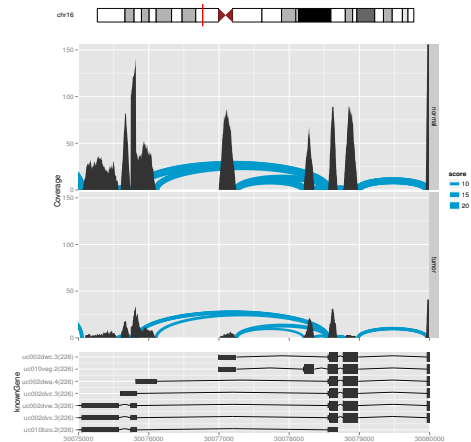 chr16
150
100
50
0
normal
Coverage
150
100
50
0
tumor
score
10
15
20
knownGene
uc002dwc.3(226)
uc010veg.2(226)
uc002dwa.4(226)
uc002dvz.3(226)
uc002dvw.3(226)
uc002dvx.3(226)
uc010bzo.2(226)
30075000
30076000
30077000
30078000
30079000
30080000